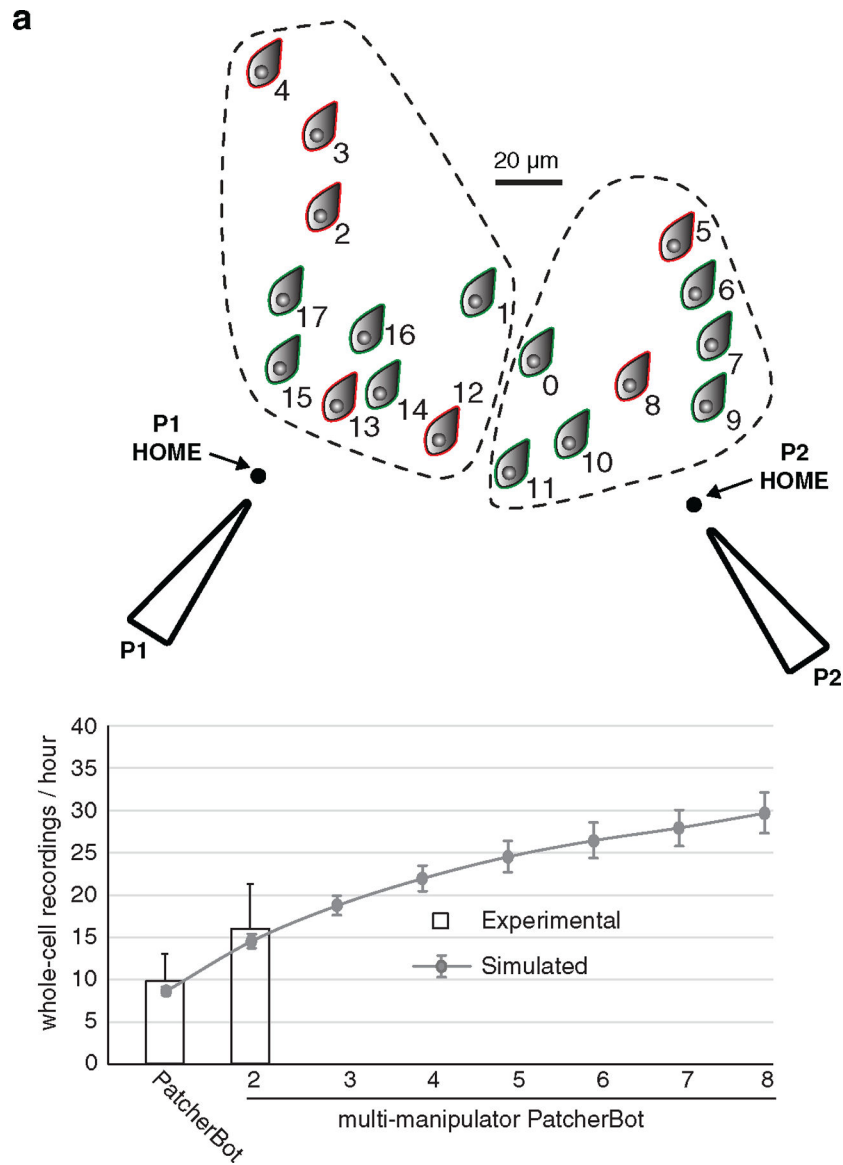 a
4
3
2
20 µm
5
6
17
1
16
7
0
15
12
8
14
13
9
10
11
P1
HOME
P2
HOME
P1
P2
whole-cell recordings / hour
40
35
30
25
20
15
10
5
0
Experimental
Simulated
PatcherBot
2 3 4 5 6 7 8
multi-manipulator PatcherBot